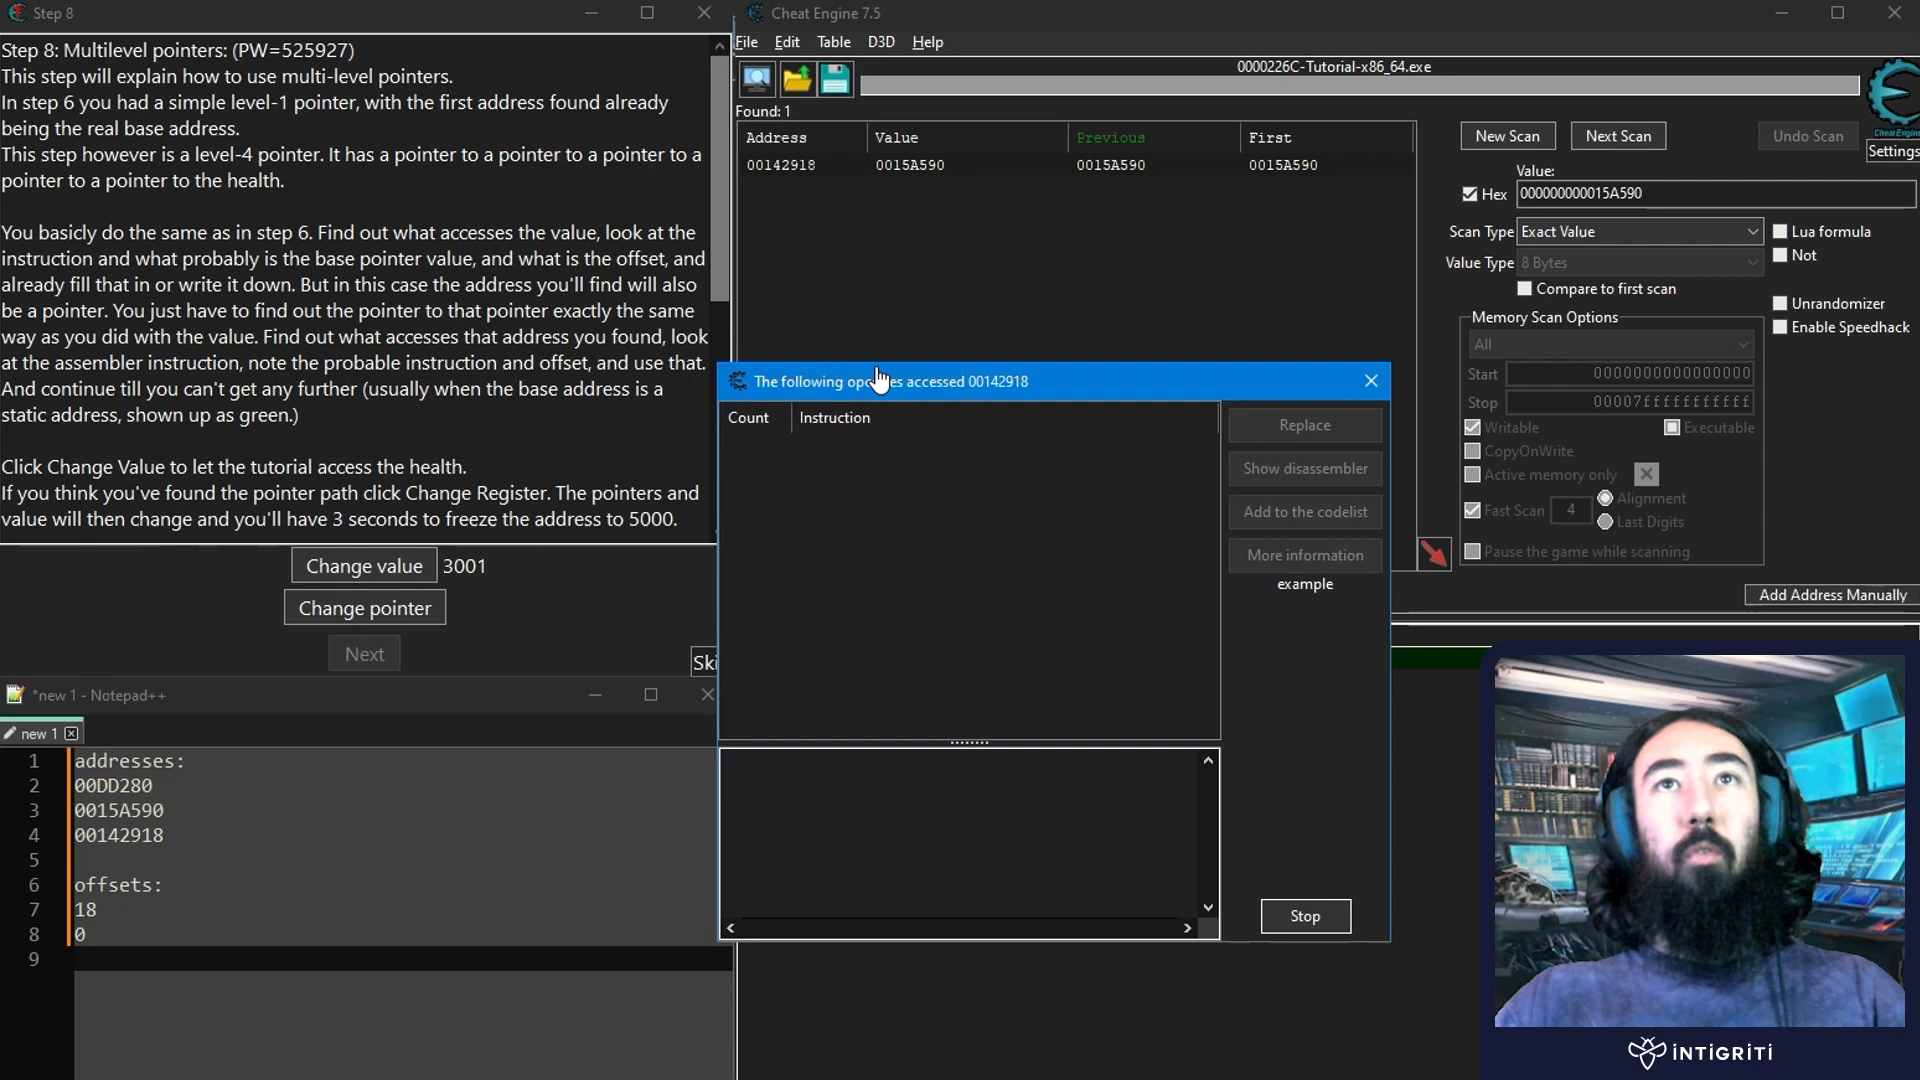 Step 8
Step 8: Multilevel pointers: (PW=525927)
This step will explain how to use multi-level pointers.
In step 6 you had a simple level-1 pointer, with the first address found already
being the real base address.
This step however is a level-4 pointer. It has a pointer to a pointer to a pointer to a
pointer to a pointer to the health.
You basicly do the same as in step 6. Find out what accesses the value, look at the
instruction and what probably is the base pointer value, and what is the offset, and
already fill that in or write it down. But in this case the address you'll find will also
be a pointer. You just have to find out the pointer to that pointer exactly the same
way as you did with the value. Find out what accesses that address you found, look
at the assembler instruction, note the probable instruction and offset, and use that.
And continue till you can't get any further (usually when the base address is a
static address, shown up as green.)
Click Change Value to let the tutorial access the health.
If you think you've found the pointer path click Change Register. The pointers and
value will then change and you'll have 3 seconds to freeze the address to 5000.
Change value 3001
Change pointer
Next
Ski
*new 1 - Notepad++
new 1
1 addresses:
2 00DD280
3 0015A590
4 00142918
5
6 offsets:
7 18
8 0
9
Cheat Engine 7.5
File Edit Table D3D Help
0000226C-Tutorial-x86_64.exe
Found: 1
Address Value Previous First
00142918 0015A590 0015A590 0015A590
New Scan Next Scan Undo Scan
Cheat Engine
Settings
Value:
Hex 000000000015A590
Scan Type Exact Value
Lua formula
Value Type 8 Bytes
Not
Compare to first scan
Unrandomizer
Enable Speedhack
Memory Scan Options
All
Start 0000000000000000
Stop 00007fffffffffff
Writable Executable
CopyOnWrite
Active memory only
Fast Scan 4 Alignment
Last Digits
Pause the game while scanning
Add Address Manually
The following opc es accessed 00142918
Count Instruction
Replace
Show disassembler
Add to the codelist
More information
example
Stop
INTIGRITI